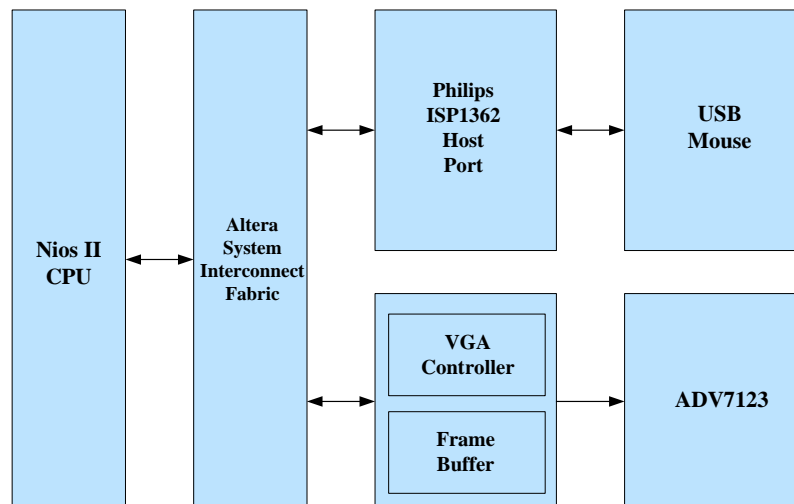 Nios II
CPU
Altera
System
Interconnect
Fabric
Philips
ISP1362
Host
Port
USB
Mouse
VGA
Controller
Frame
Buffer
ADV7123